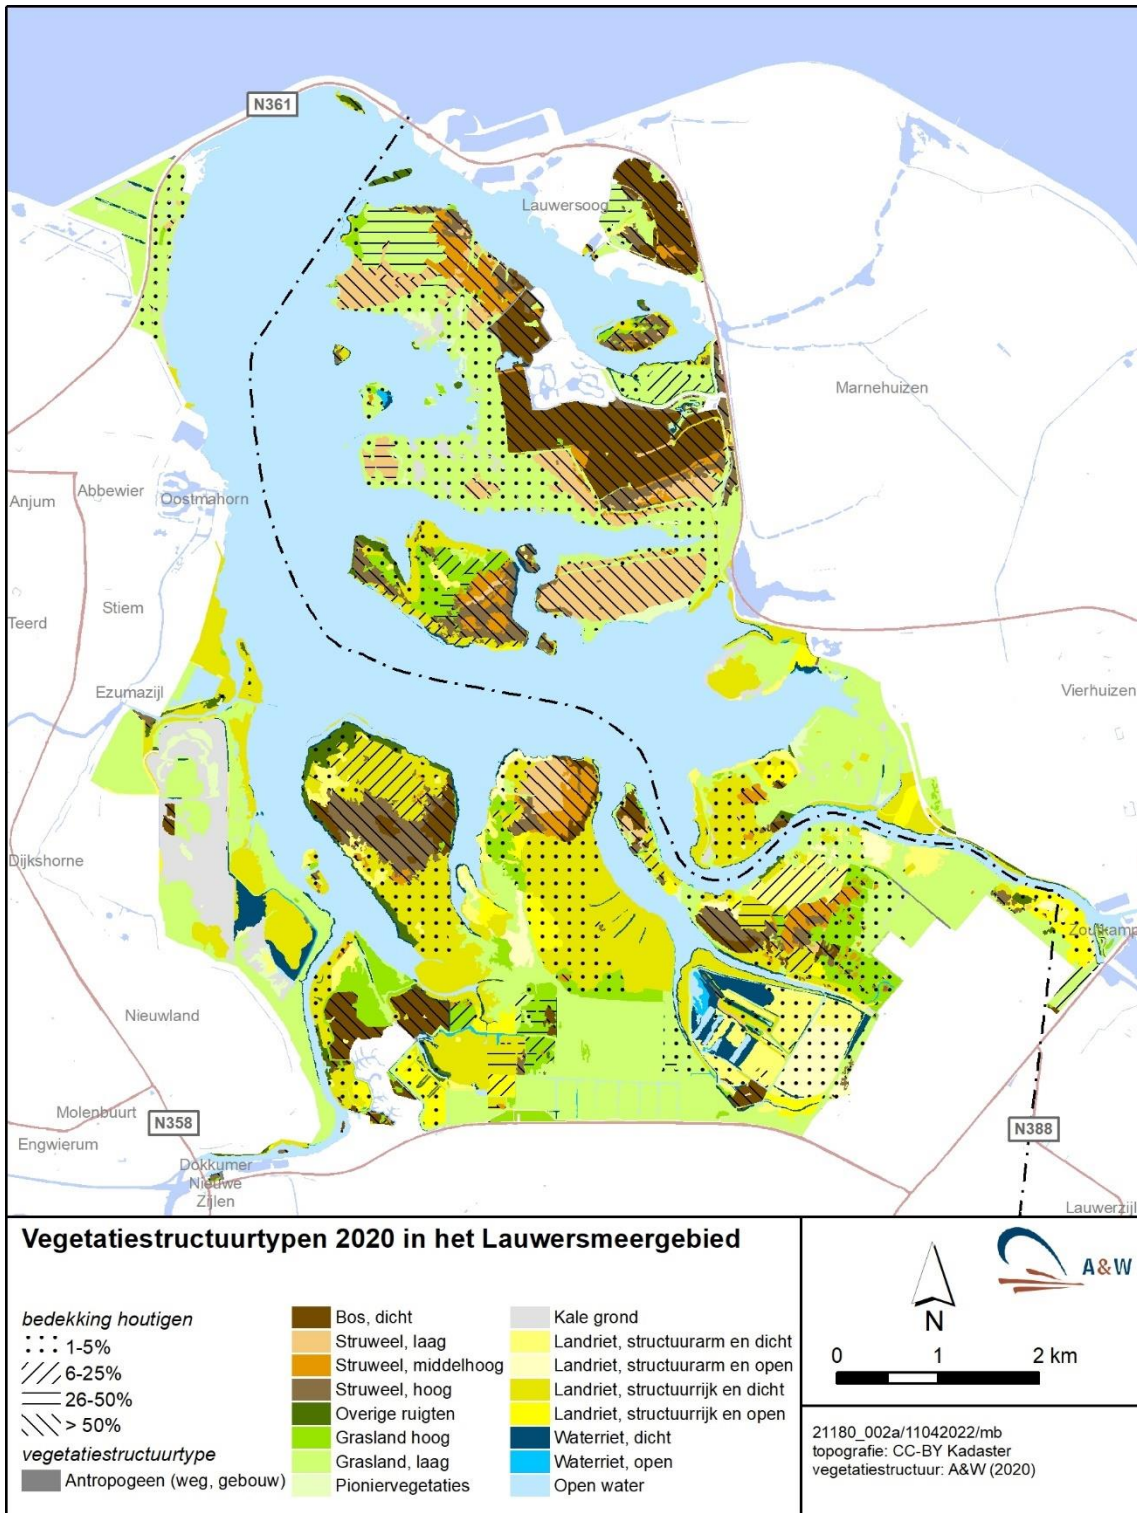 N361
Lauwersoog
Marnehuizen
Anjum
Abbewier
Oostmahorn
Stiem
Teerd
Ezumazijl
Vierhuizen
Dijkshorne
Zoutkamp
Nieuwland
Molenbuurt
N358
N388
Engwierum
Dokkumer
Nieuwe
Zijlen
Lauwerzijl
Vegetatiestructuurtypen 2020 in het Lauwersmeergebied
bedekking houtigen
1-5%
6-25%
26-50%
> 50%
vegetatiestructuurtype
Antropogeen (weg, gebouw)
Bos, dicht
Struweel, laag
Struweel, middelhoog
Struweel, hoog
Overige ruigten
Grasland hoog
Grasland, laag
Pioniervegetaties
Kale grond
Landriet, structuurarm en dicht
Landriet, structuurarm en open
Landriet, structuurrijk en dicht
Landriet, structuurrijk en open
Waterriet, dicht
Waterriet, open
Open water
A&W
N
0 1 2 km
21180_002a/11042022/mb
topografie: CC-BY Kadaster
vegetatiestructuur: A&W (2020)